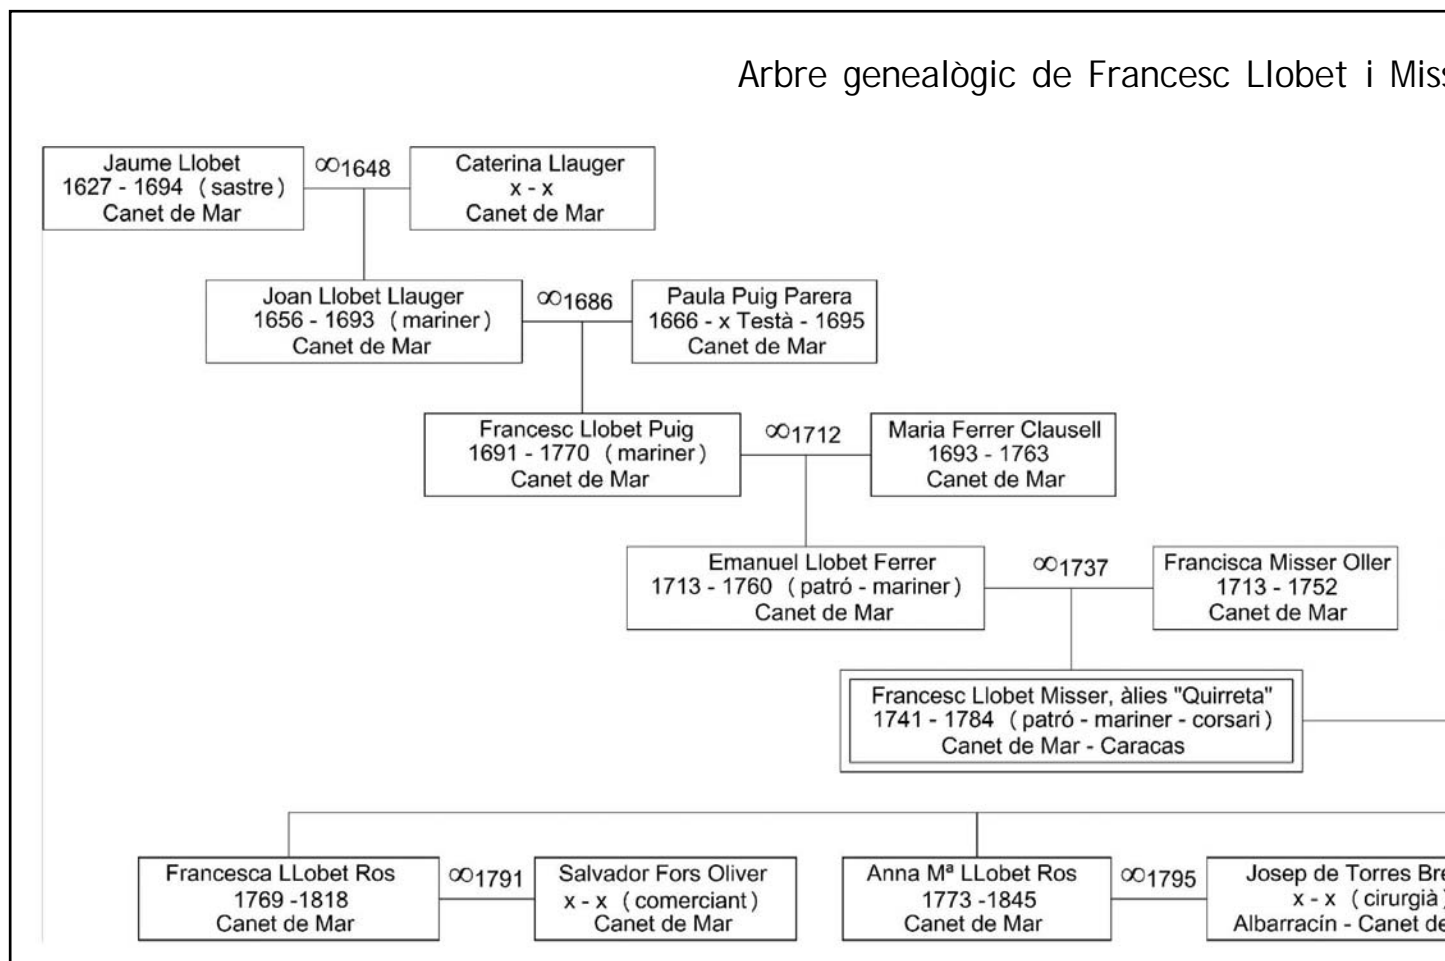 Arbre genealògic de Francesc Llobet i Miss
Jaume Llobet
1627 - 1694 (sastre)
Canet de Mar
∞1648
Caterina Llauger
x - x
Canet de Mar
Joan Llobet Llauger
1656 - 1693 (mariner)
Canet de Mar
∞1686
Paula Puig Parera
1666 - x Testà - 1695
Canet de Mar
Francesc Llobet Puig
1691 - 1770 (mariner)
Canet de Mar
∞1712
Maria Ferrer Clausell
1693 - 1763
Canet de Mar
Emanuel Llobet Ferrer
1713 - 1760 (patró - mariner)
Canet de Mar
∞1737
Francisca Misser Oller
1713 - 1752
Canet de Mar
Francesc Llobet Misser, àlies "Quirreta"
1741 - 1784 (patró - mariner - corsari)
Canet de Mar - Caracas
Francesca LLobet Ros
1769 -1818
Canet de Mar
∞1791
Salvador Fors Oliver
x - x (comerciant)
Canet de Mar
Anna Mª LLobet Ros
1773 -1845
Canet de Mar
∞1795
Josep de Torres Bre
x - x (cirurgià)
Albarracín - Canet de